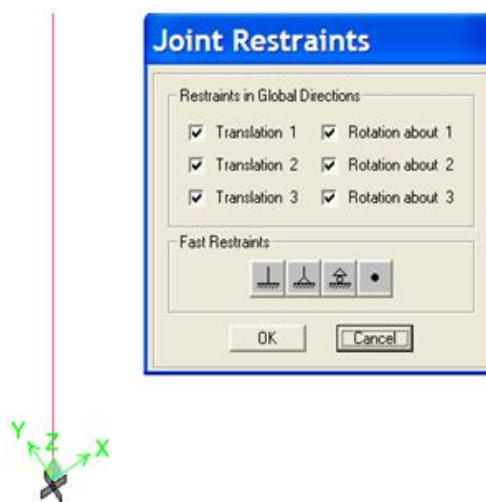 Joint Restraints
Restraints in Global Directions
Translation 1 Rotation about 1
Translation 2 Rotation about 2
Translation 3 Rotation about 3
Fast Restraints
OK Cancel
Y Z X